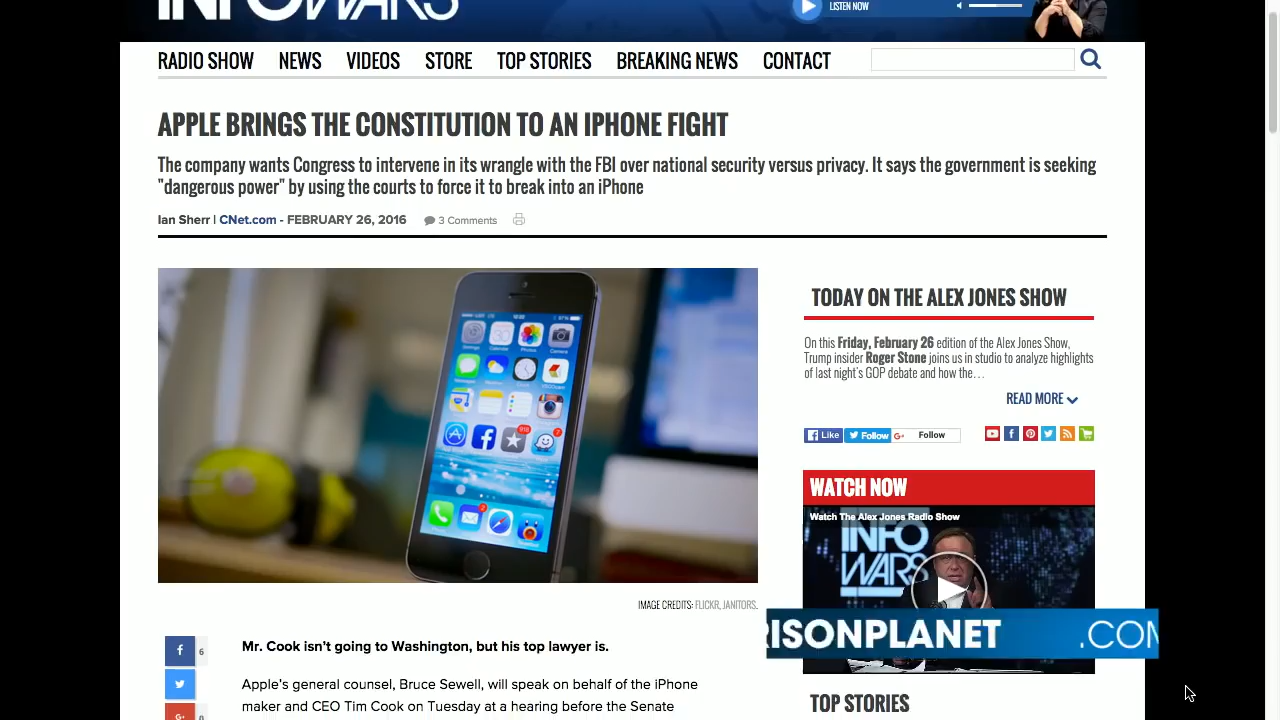 INFOWARS
LISTEN NOW
RADIO SHOW NEWS VIDEOS STORE TOP STORIES BREAKING NEWS CONTACT
APPLE BRINGS THE CONSTITUTION TO AN IPHONE FIGHT
The company wants Congress to intervene in its wrangle with the FBI over national security versus privacy. It says the government is seeking
"dangerous power" by using the courts to force it to break into an iPhone
Ian Sherr | CNet.com - FEBRUARY 26, 2016 3 Comments
IMAGE CREDITS: FLICKR, JANITORS.
6
Mr. Cook isn’t going to Washington, but his top lawyer is.
Apple’s general counsel, Bruce Sewell, will speak on behalf of the iPhone
maker and CEO Tim Cook on Tuesday at a hearing before the Senate
0
TODAY ON THE ALEX JONES SHOW
On this Friday, February 26 edition of the Alex Jones Show,
Trump insider Roger Stone joins us in studio to analyze highlights
of last night's GOP debate and how the…
READ MORE
Like Follow Follow
WATCH NOW
Watch The Alex Jones Radio Show
INFO
WARS
RISONPLANET .COM
TOP STORIES